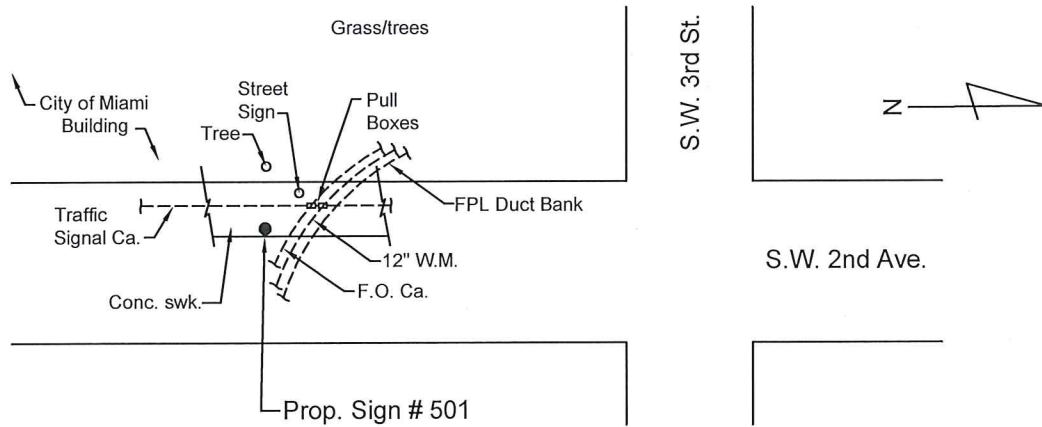 Grass/trees
S.W. 3rd St.
City of Miami
Building
Street
Sign
Tree
Pull
Boxes
N
FPL Duct Bank
Traffic
Signal Ca.
12" W.M.
F.O. Ca.
S.W. 2nd Ave.
Conc. swk.
Prop. Sign # 501